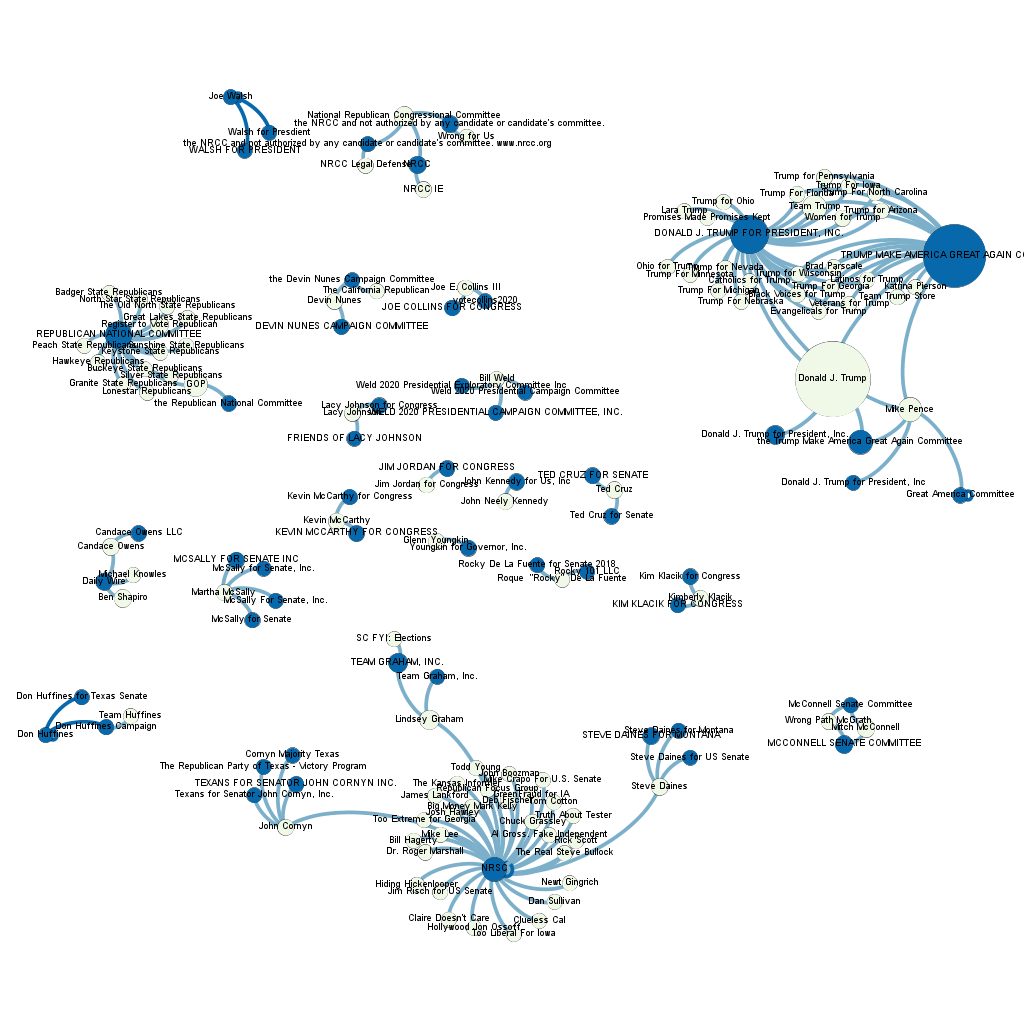 Joe Walsh
Walsh for Presdient
WALSH FOR PRESIDENT
National Republican Congressional Committee
the NRCC and not authorized by any candidate or candidate's committee.
Wrong for Us
the NRCC and not authorized by any candidate or candidate's committee. www.nrcc.org
NRCC Legal Defense
NRCC
NRCC IE
Trump for Pennsylvania
Trump For Iowa
Trump For Florida
Trump For North Carolina
Trump for Ohio
Team Trump
Lara Trump
Trump for Arizona
Promises Made Promises Kept
Women for Trump
DONALD J. TRUMP FOR PRESIDENT, INC.
TRUMP MAKE AMERICA GREAT AGAIN CO
Ohio for Trump
Trump for Nevada
Brad Parscale
Trump For Minnesota
Trump for Wisconsin
Catholics for Trump
Latinos for Trump
Trump For Georgia
Katrina Pierson
Trump for Michigan
Black Voices for Trump
Team Trump Store
Trump For Nebraska
Veterans for Trump
Evangelicals for Trump
Donald J. Trump
Mike Pence
Donald J. Trump for President, Inc.
the Trump Make America Great Again Committee
Donald J. Trump for President, Inc
Great America Committee
the Devin Nunes Campaign Committee
The California Republican
Devin Nunes
DEVIN NUNES CAMPAIGN COMMITTEE
Joe E. Collins III
votecollins2020
JOE COLLINS FOR CONGRESS
Badger State Republicans
North Star State Republicans
The Old North State Republicans
Great Lakes State Republicans
Register to Vote Republican
REPUBLICAN NATIONAL COMMITTEE
Peach State Republicans
Sunshine State Republicans
Keystone State Republicans
Hawkeye Republicans
Buckeye State Republicans
Silver State Republicans
Granite State Republicans
GOP
Lonestar Republicans
the Republican National Committee
Bill Weld
Weld 2020 Presidential Exploratory Committee Inc
Weld 2020 Presidential Campaign Committee
WELD 2020 PRESIDENTIAL CAMPAIGN COMMITTEE, INC.
Lacy Johnson for Congress
Lacy Johnson
FRIENDS OF LACY JOHNSON
JIM JORDAN FOR CONGRESS
Jim Jordan for Congress
John Kennedy for Us, Inc
John Neely Kennedy
TED CRUZ FOR SENATE
Ted Cruz
Ted Cruz for Senate
Kevin McCarthy for Congress
Kevin McCarthy
KEVIN MCCARTHY FOR CONGRESS
Glenn Youngkin
Youngkin for Governor, Inc.
Candace Owens LLC
Candace Owens
Michael Knowles
Daily Wire
Ben Shapiro
MCSALLY FOR SENATE INC
McSally for Senate, Inc.
Martha McSally
McSally For Senate, Inc.
McSally for Senate
Rocky De La Fuente for Senate 2018
Rocky 101 LLC
Roque "Rocky" De La Fuente
Kim Klacik for Congress
Kimberly Klacik
KIM KLACIK FOR CONGRESS
SC FYI: Elections
TEAM GRAHAM, INC.
Team Graham, Inc.
Lindsey Graham
Don Huffines for Texas Senate
Team Huffines
Don Huffines Campaign
Don Huffines
McConnell Senate Committee
Wrong Path McGrath
Mitch McConnell
MCCONNELL SENATE COMMITTEE
Steve Daines for Montana
STEVE DAINES FOR MONTANA
Steve Daines for US Senate
Steve Daines
Cornyn Majority Texas
The Republican Party of Texas - Victory Program
TEXANS FOR SENATOR JOHN CORNYN INC.
Texans for Senator John Cornyn, Inc.
John Cornyn
Todd Young
John Boozman
The Kansas Informer
Mike Crapo For U.S. Senate
Republican Focus Group
James Lankford
GreenFraud for IA
Deb Fischer
Tom Cotton
Big Money Mark Kelly
Josh Hawley
Truth About Tester
Too Extreme for Georgia
Chuck Grassley
Mike Lee
Al Gross. Fake Independent
Bill Hagerty
Rick Scott
Dr. Roger Marshall
The Real Steve Bullock
NRSC
Hiding Hickenlooper
Newt Gingrich
Jim Risch for US Senate
Dan Sullivan
Claire Doesn't Care
Clueless Cal
Hollywood Jon Ossoff
Too Liberal For Iowa